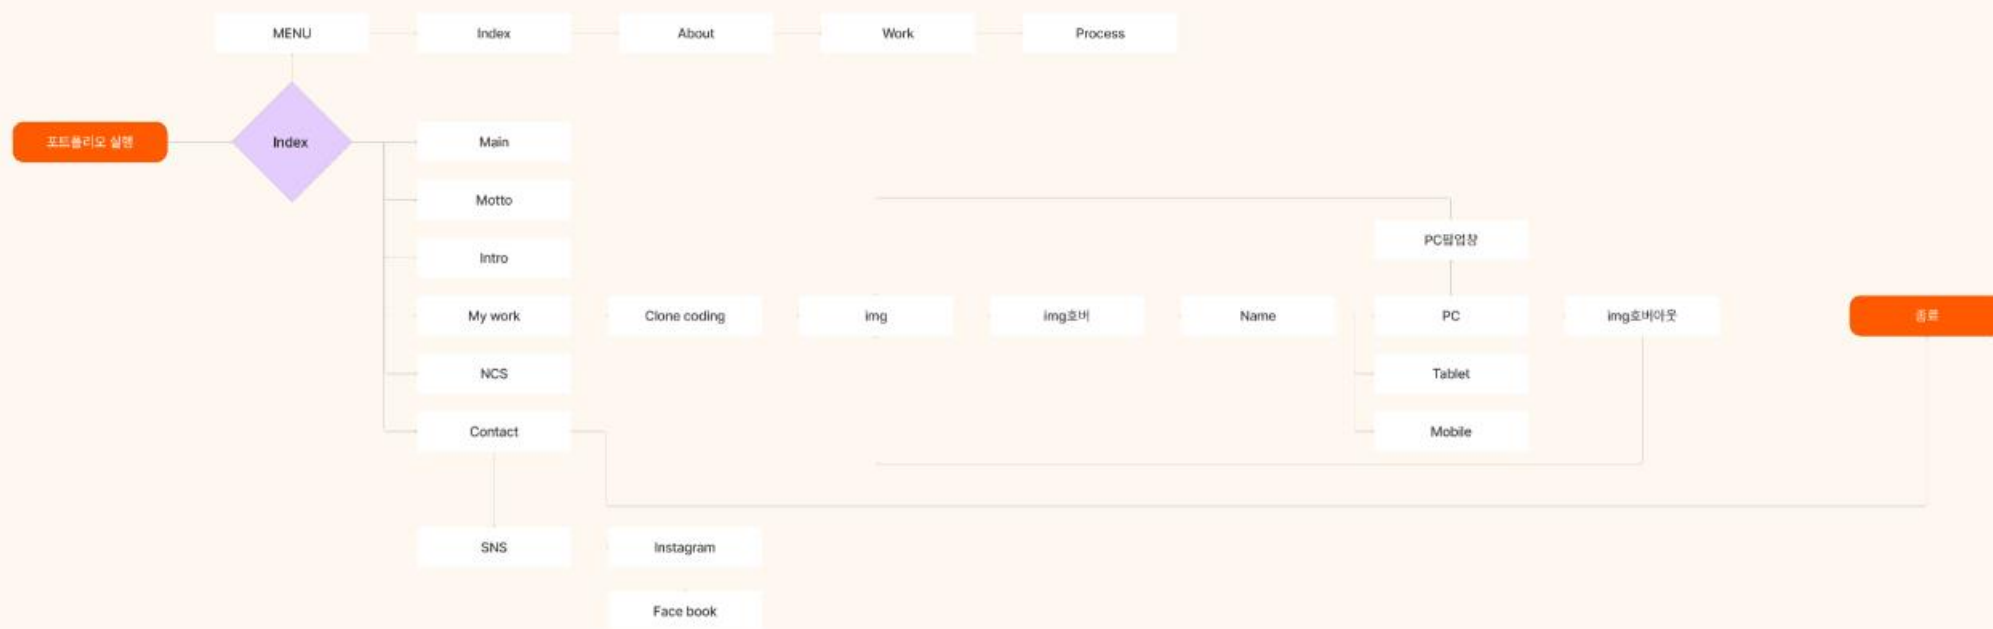 MENU
Index
About
Work
Process
포트폴리오 실행
Index
Main
Motto
Intro
PC팝업창
My work
Clone coding
img
img호버
Name
PC
img호버아웃
종료
NCS
Tablet
Contact
Mobile
SNS
Instagram
Face book